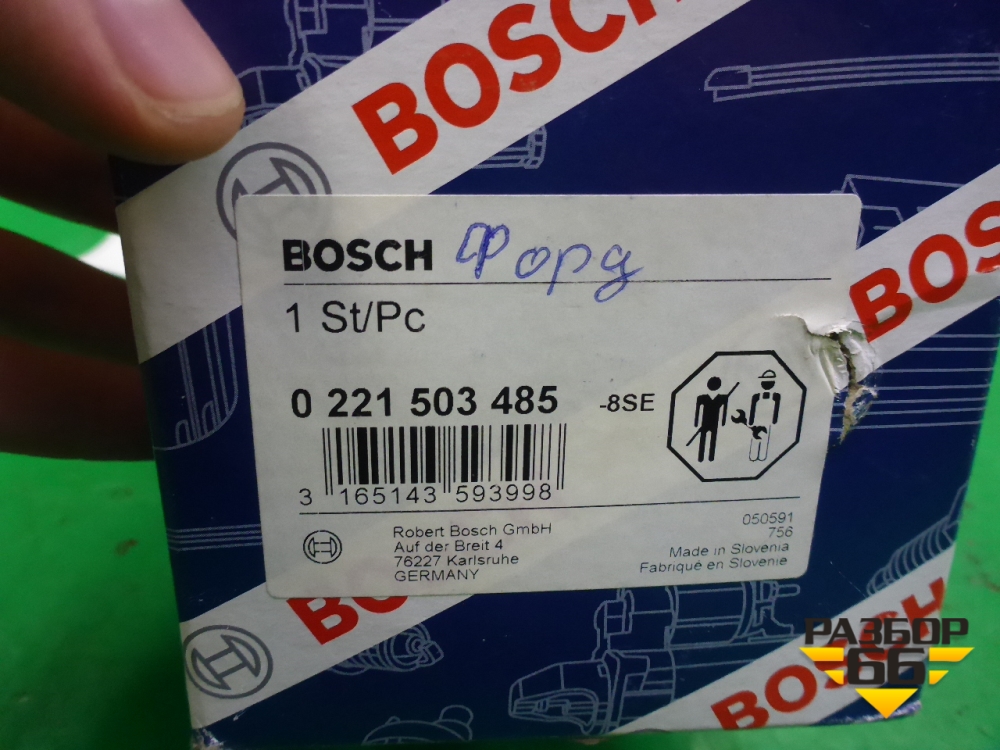 BOSCH
BOSCH Форд
BOS
1 St/Pc
0 221 503 485 -8SE
3 165143 593998
Robert Bosch GmbH
Auf der Breit 4
76227 Karlsruhe
GERMANY
050591
756
Made in Slovenia
Fabriqué en Slovenie
BO
BOSCH
РАЗБОР
66